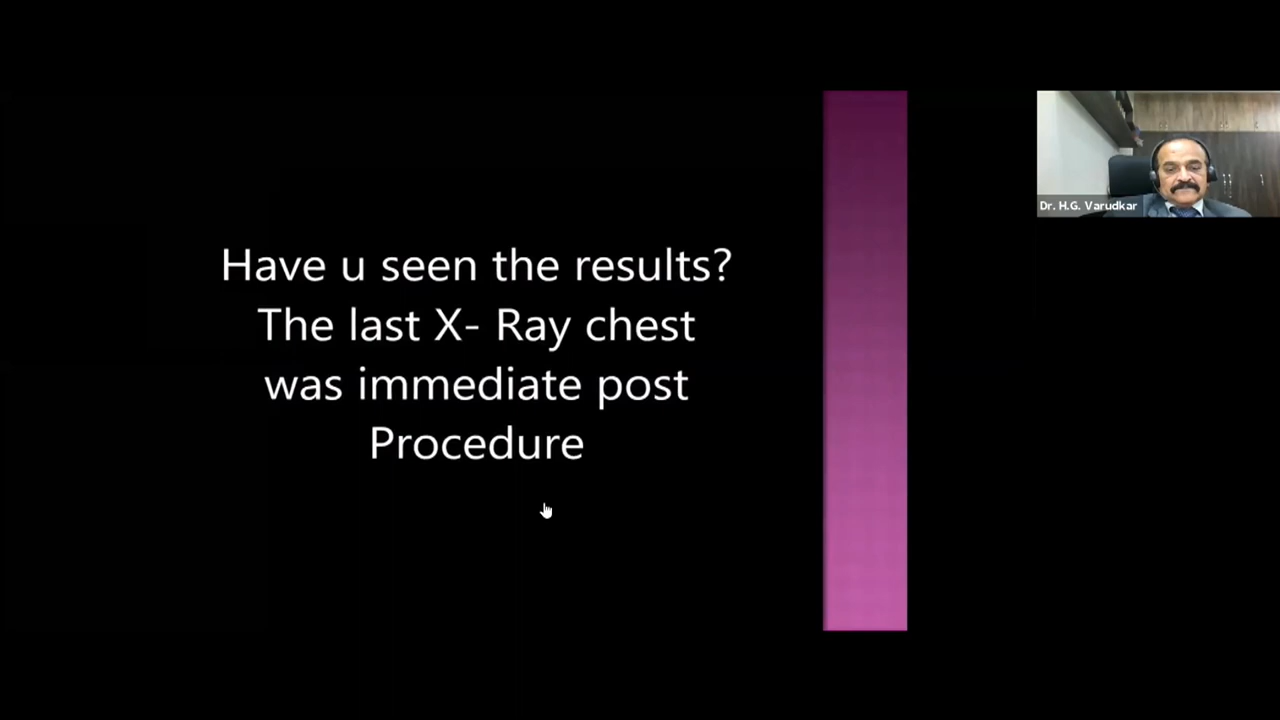 Have u seen the results?
The last X- Ray chest
was immediate post
Procedure
Dr. H.G. Varudkar